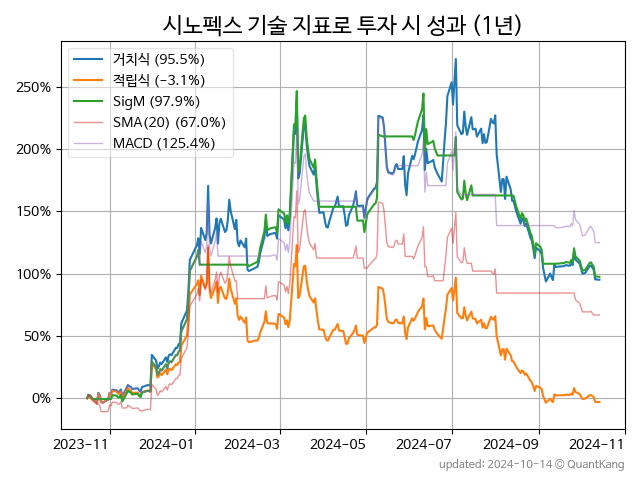 시노펙스 기술 지표로 투자 시 성과 (1년)
거치식 (95.5%)
적립식 (−3.1%)
SigM (97.9%)
SMA(20) (67.0%)
MACD (125.4%)
250%
200%
150%
100%
50%
0%
2023-11 2024-01 2024-03 2024-05 2024-07 2024-09 2024-11
updated: 2024-10-14 © QuantKang